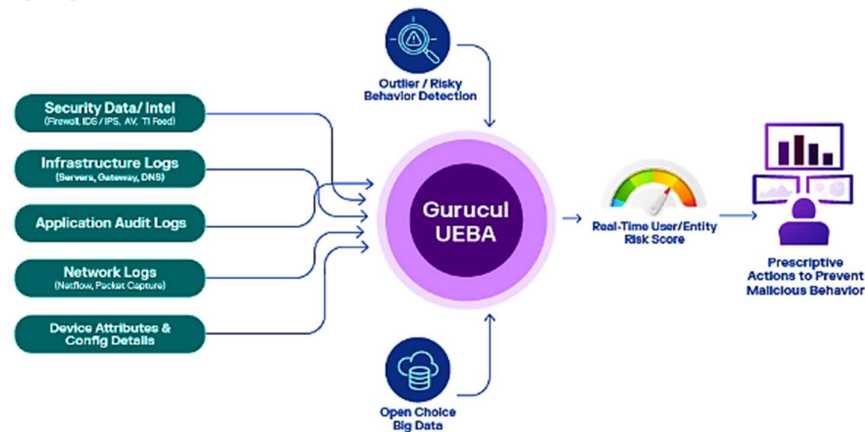 Outlier / Risky
Behavior Detection
Security Data/ Intel
(Firewall, IDS / IPS, AV, TI Feed)
Infrastructure Logs
(Servers, Gateway, DNS)
Application Audit Logs
Network Logs
(Netflow, Packet Capture)
Device Attributes &
Config Details
Gurucul
UEBA
Real-Time User/Entity
Risk Score
Prescriptive
Actions to Prevent
Malicious Behavior
Open Choice
Big Data